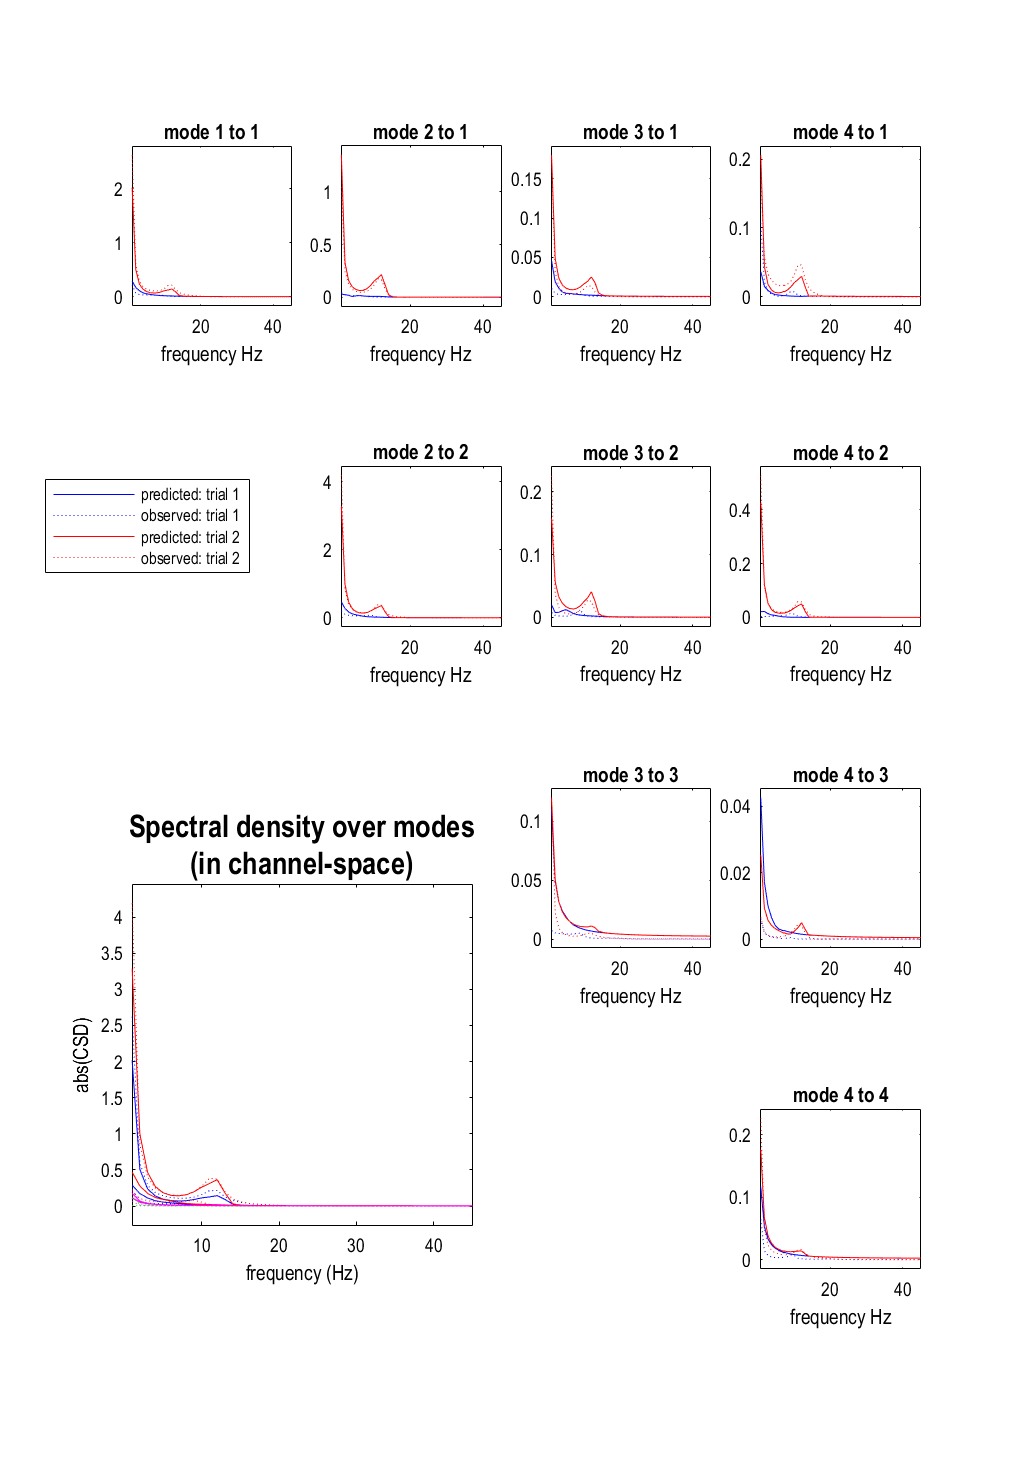 mode 1 to 1
2
1
0
20
40
frequency Hz
mode 2 to 1
1
0.5
0
20
40
frequency Hz
mode 3 to 1
0.15
0.1
0.05
0
20
40
frequency Hz
mode 4 to 1
0.2
0.1
0
20
40
frequency Hz
predicted: trial 1
observed: trial 1
predicted: trial 2
observed: trial 2
mode 2 to 2
4
2
0
20
40
frequency Hz
mode 3 to 2
0.2
0.1
0
20
40
frequency Hz
mode 4 to 2
0.4
0.2
0
20
40
frequency Hz
mode 3 to 3
0.1
0.05
0
20
40
frequency Hz
mode 4 to 3
0.04
0.02
0
20
40
frequency Hz
Spectral density over modes
(in channel-space)
abs(CSD)
4
3.5
3
2.5
2
1.5
1
0.5
0
10
20
30
40
frequency (Hz)
mode 4 to 4
0.2
0.1
0
20
40
frequency Hz